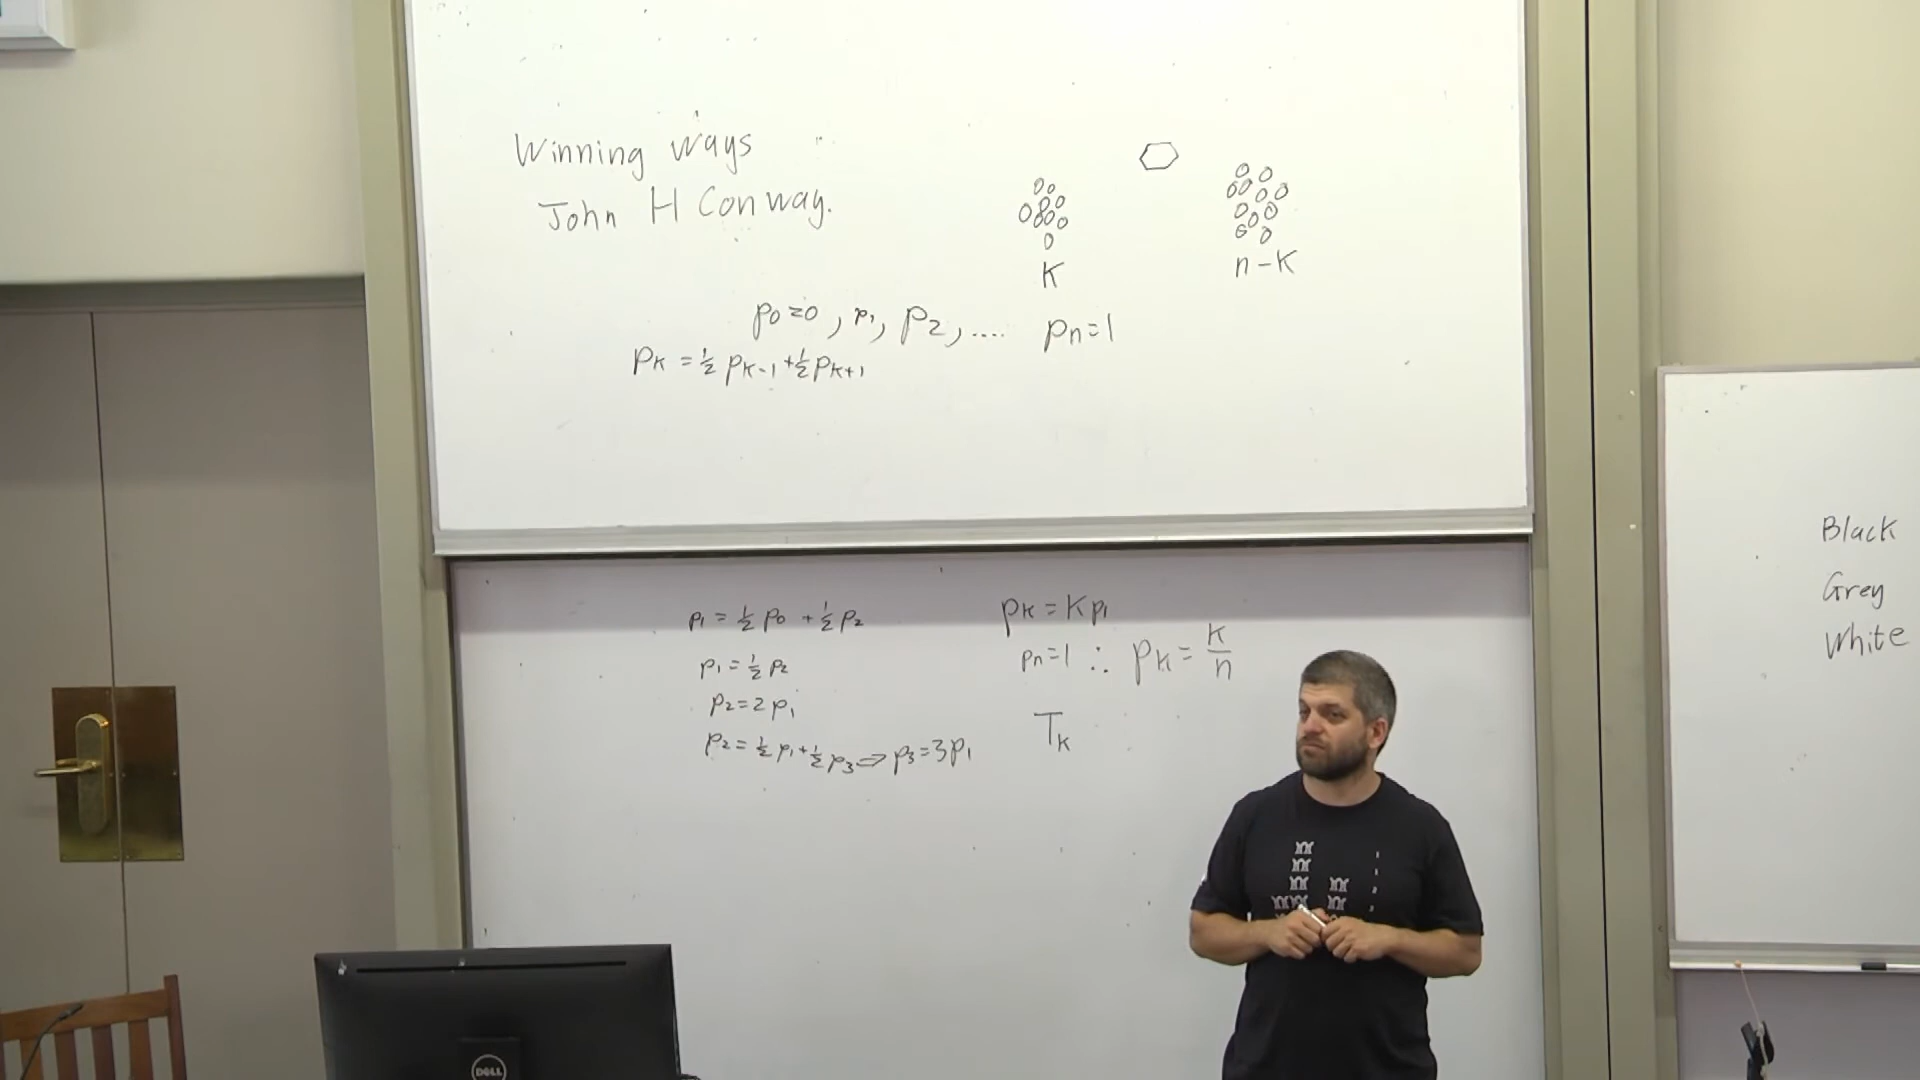 Winning ways
John H Conway.
K
n-K
p₀=0, p₁, p₂, .... pₙ=1
pₖ = ½ pₖ₋₁ + ½ pₖ₊₁
p₁ = ½ p₀ + ½ p₂
p₁ = ½ p₂
p₂ = 2 p₁
p₂ = ½ p₁ + ½ p₃ ⇒ p₃ = 3p₁
pₖ = K p₁
pₙ=1 ∴ pₖ = K/n
Tₖ
Black
Grey
White
DELL